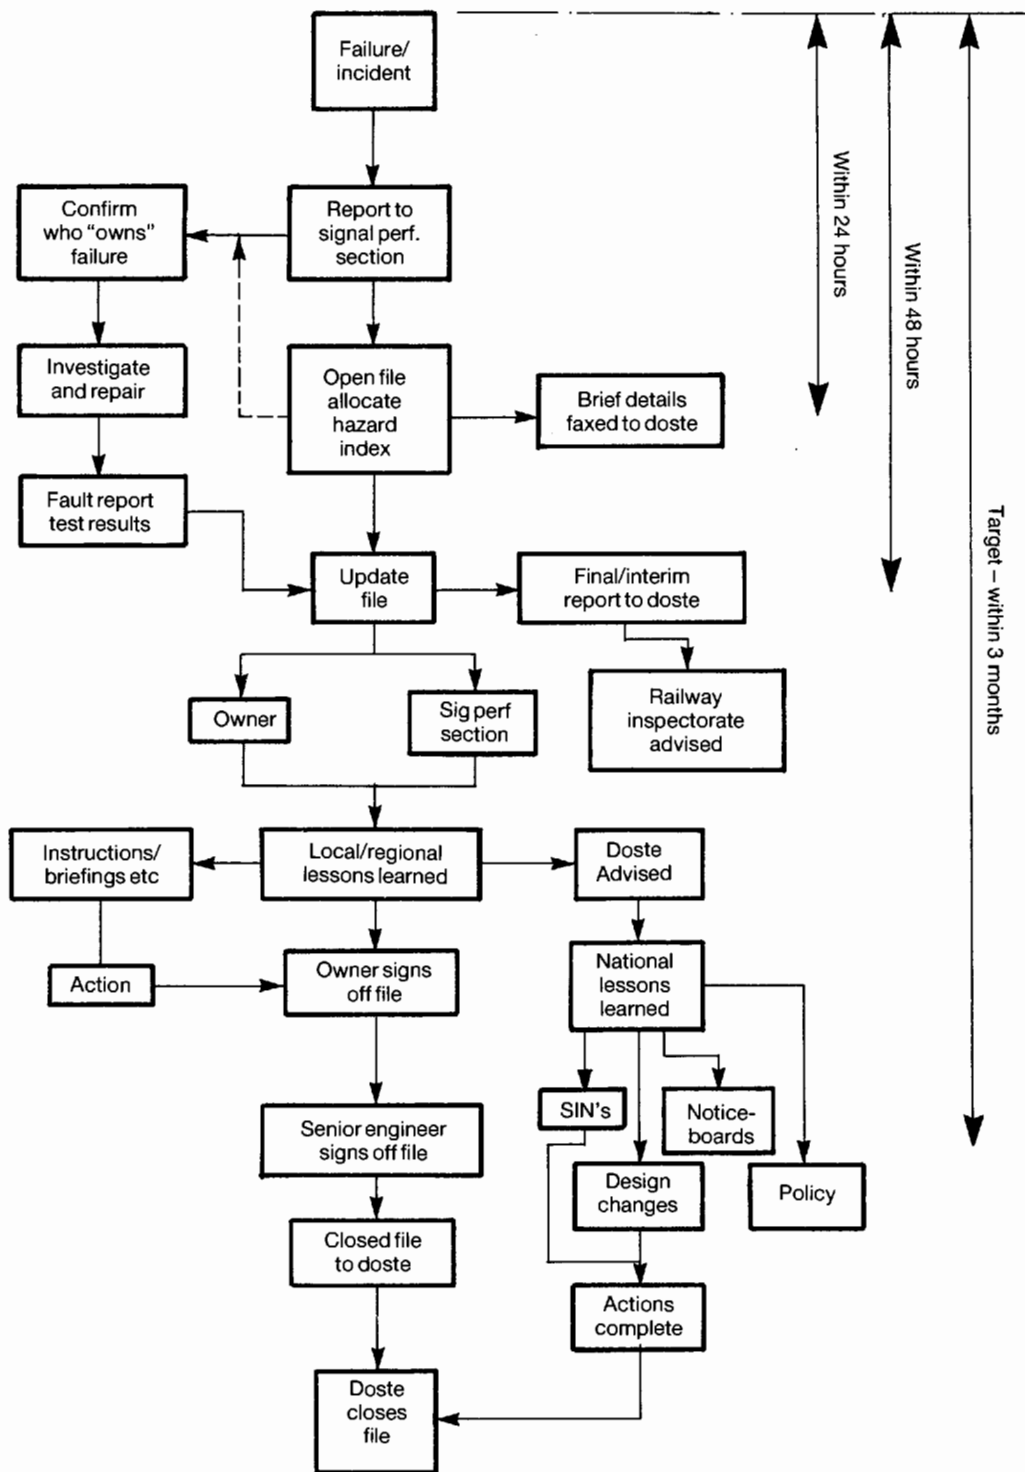 Failure/
incident
Confirm
who "owns"
failure
Report to
signal perf.
section
Within 24 hours
Within 48 hours
Target – within 3 months
Investigate
and repair
Open file
allocate
hazard
index
Brief details
faxed to doste
Fault report
test results
Update
file
Final/interim
report to doste
Owner
Sig perf
section
Railway
inspectorate
advised
Instructions/
briefings etc
Local/regional
lessons learned
Doste
Advised
Action
Owner signs
off file
National
lessons
learned
SIN's
Notice-
boards
Senior engineer
signs off file
Design
changes
Policy
Closed file
to doste
Actions
complete
Doste
closes
file